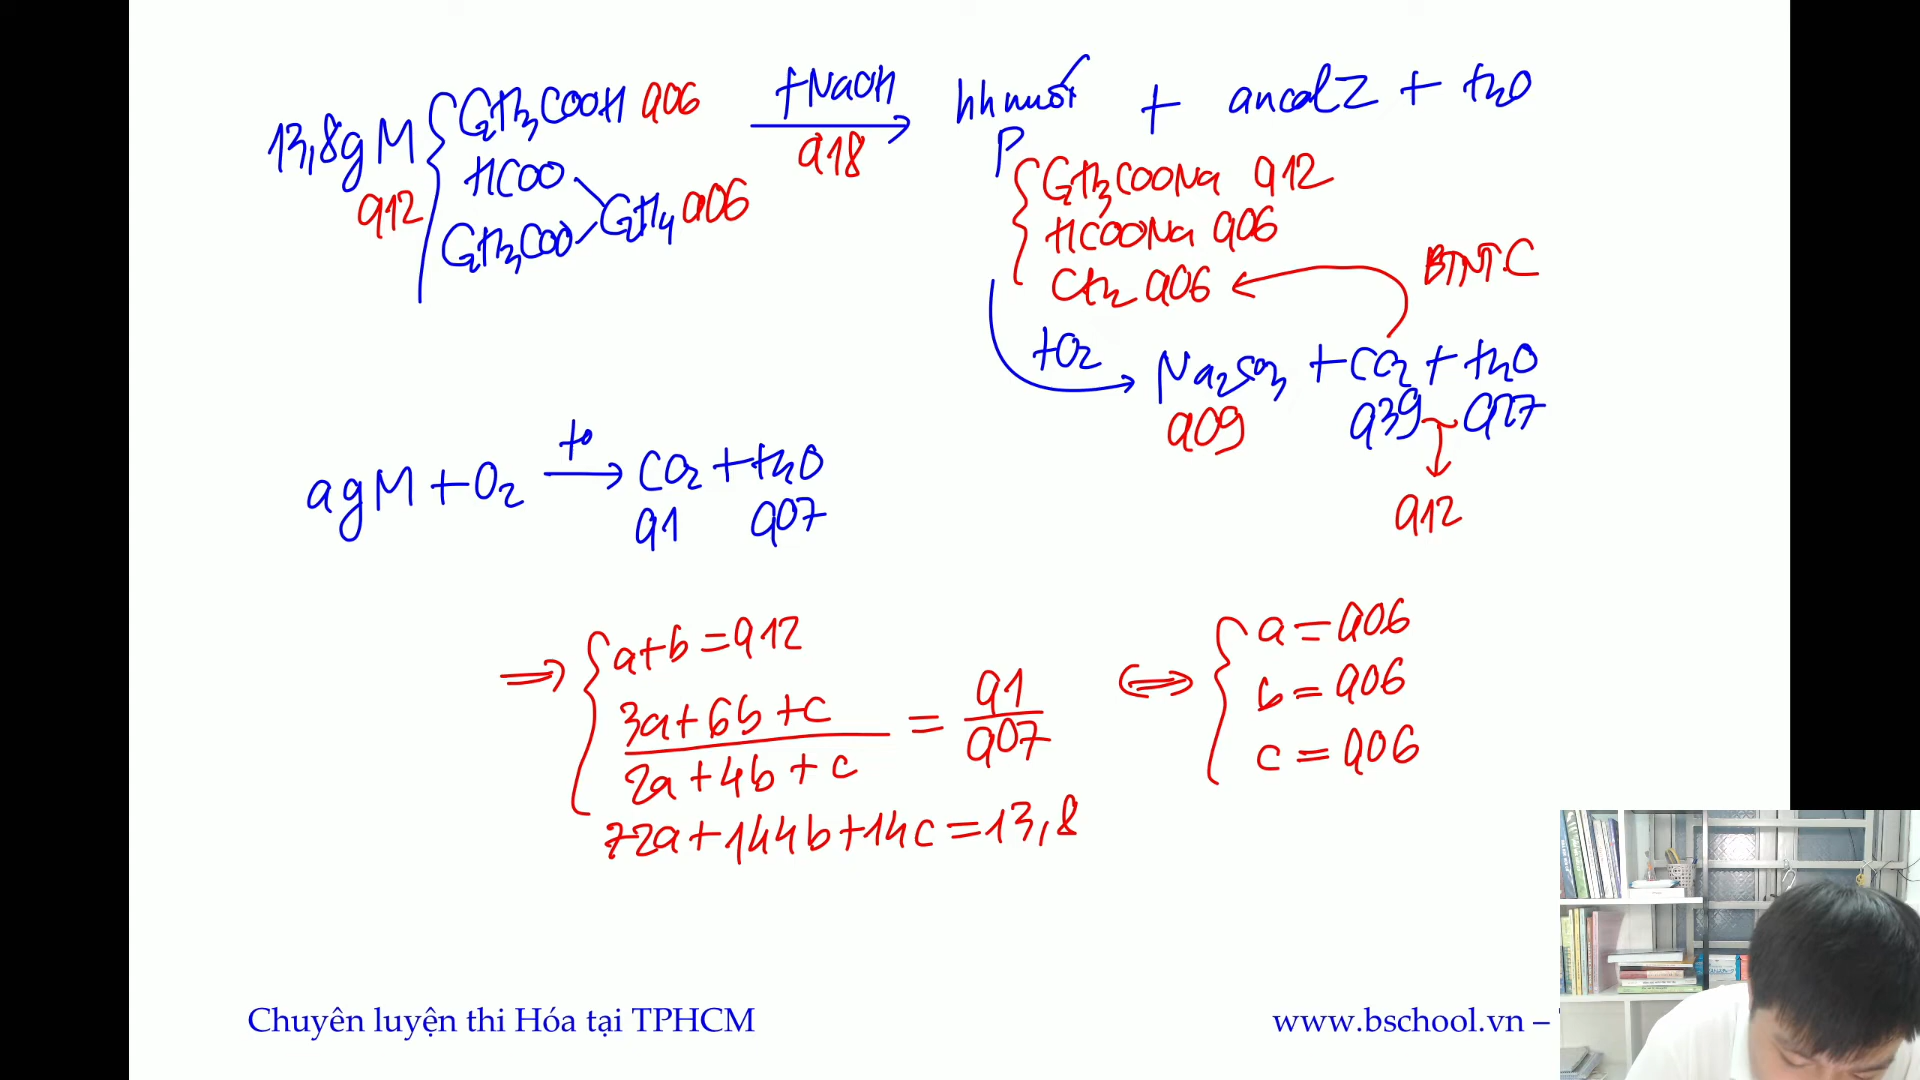 13,8g M { C2H3COOH 0,06 +NaOH hh muối + ancol Z + H2O
0,12 HCOO 0,18 P
C2H3COO C2H4 0,06 { C2H3COONa 0,12
HCOONa 0,06
CH2 0,06 BTNT.C
+O2 Na2CO3 + CO2 + H2O
0,09 0,39 - 0,27
0,12
a g M + O2 t° CO2 + H2O
0,1 0,07
⇒ { a+b = 0,12
3a+6b+c / 2a+4b+c = 0,1 / 0,07
72a+144b+14c = 13,8
⇔ { a = 0,06
b = 0,06
c = 0,06
Chuyên luyện thi Hóa tại TPHCM
www.bschool.vn –